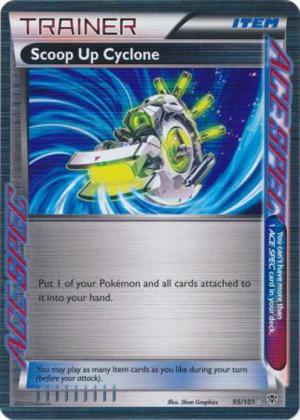 TRAINER
ITEM
Scoop Up Cyclone
ACE SPEC
You can't have more than
1 ACE SPEC card in your deck.
ACE SPEC
Put 1 of your Pokémon and all cards attached to
it into your hand.
You may play as many Item cards as you like during your turn
(before your attack).
Illus. Shon Graphics
95/101